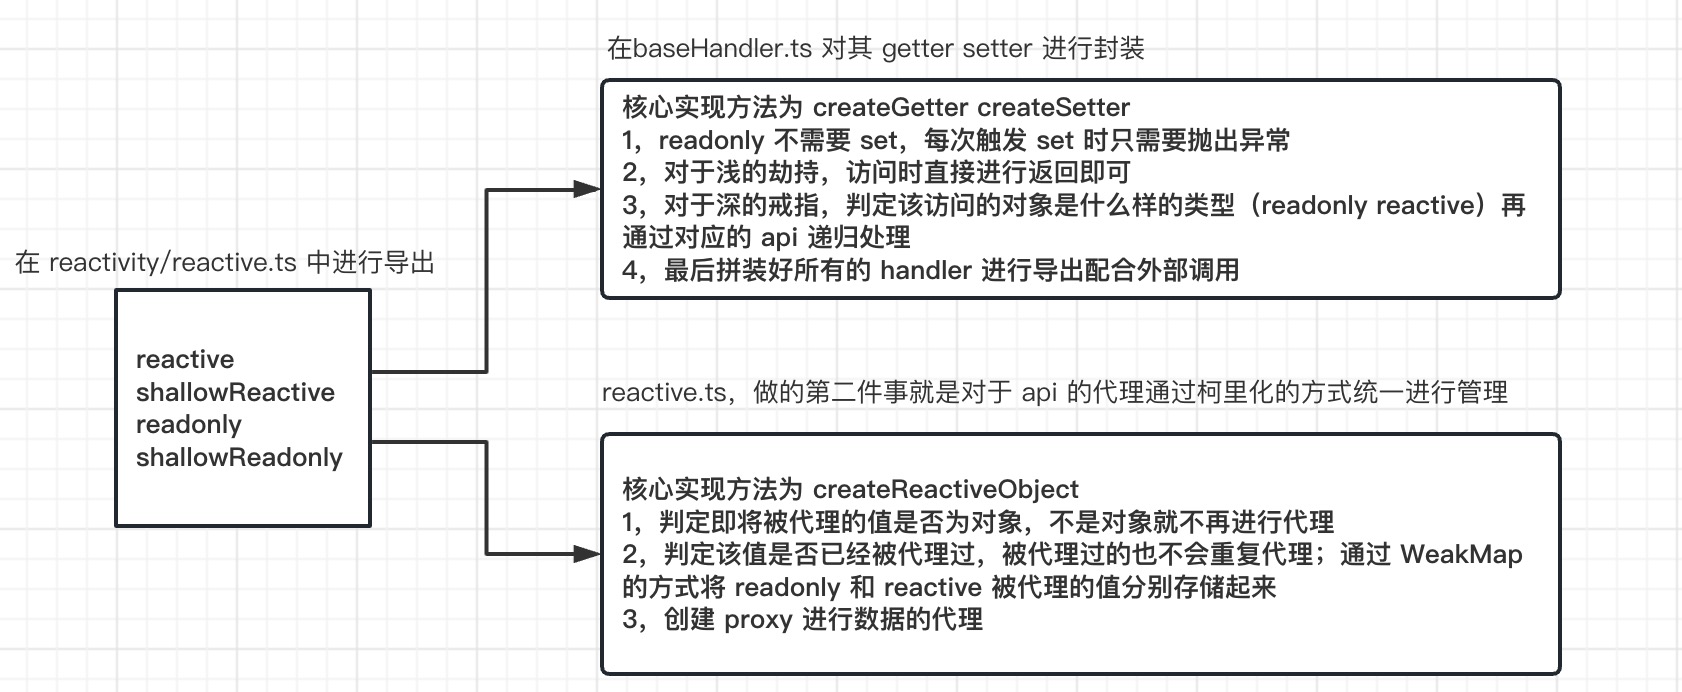 在baseHandler.ts 对其 getter setter 进行封装
核心实现方法为 createGetter createSetter
1，readonly 不需要 set，每次触发 set 时只需要抛出异常
2，对于浅的劫持，访问时直接进行返回即可
3，对于深的戒指，判定该访问的对象是什么样的类型（readonly reactive）再
通过对应的 api 递归处理
4，最后拼装好所有的 handler 进行导出配合外部调用
在 reactivity/reactive.ts 中进行导出
reactive
shallowReactive
readonly
shallowReadonly
reactive.ts，做的第二件事就是对于 api 的代理通过柯里化的方式统一进行管理
核心实现方法为 createReactiveObject
1，判定即将被代理的值是否为对象，不是对象就不再进行代理
2，判定该值是否已经被代理过，被代理过的也不会重复代理；通过 WeakMap
的方式将 readonly 和 reactive 被代理的值分别存储起来
3，创建 proxy 进行数据的代理